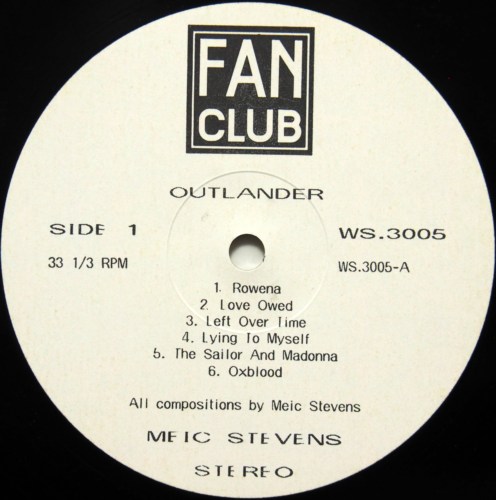 FAN
CLUB
OUTLANDER
SIDE 1
WS.3005
33 1/3 RPM
WS.3005-A
1. Rowena
2. Love Owed
3. Left Over Time
4. Lying To Myself
5. The Sailor And Madonna
6. Oxblood
All compositions by Meic Stevens
MEIC STEVENS
STEREO